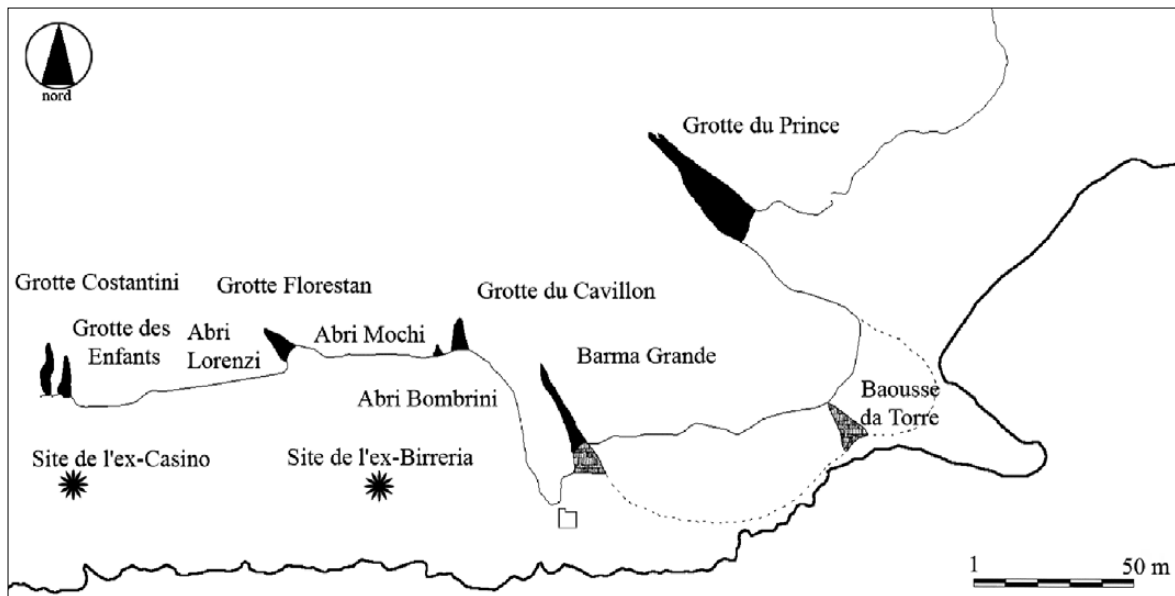 nord
Grotte du Prince
Grotte Costantini
Grotte Florestan
Grotte du Cavillon
Grotte des
Enfants
Abri
Lorenzi
Abri Mochi
Barma Grande
Abri Bombrini
Baousse
da Torre
Site de l'ex-Casino
Site de l'ex-Birreria
1
50 m